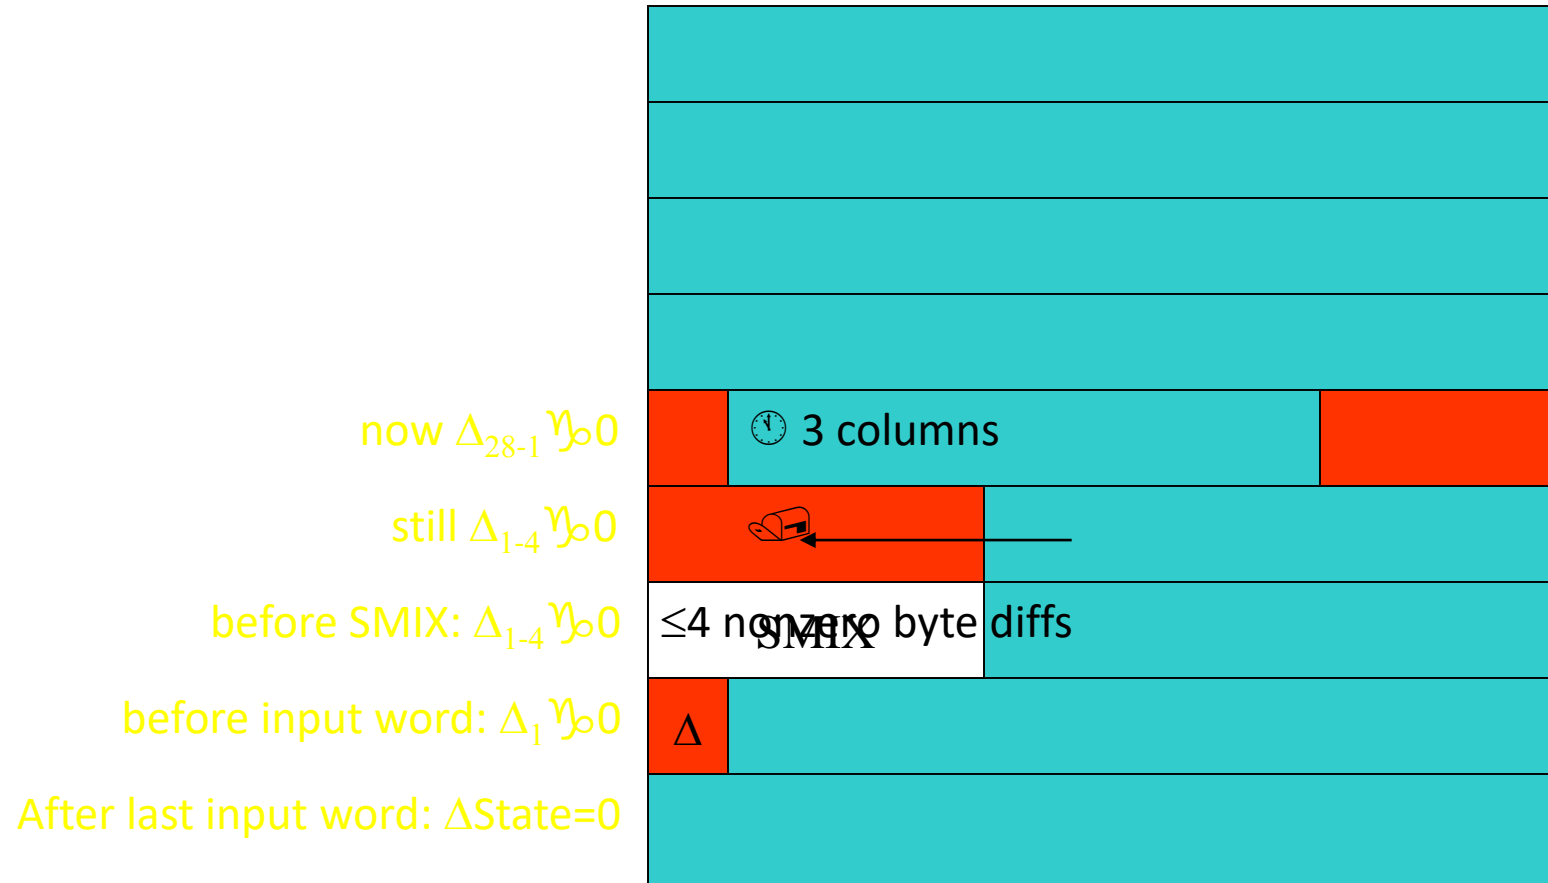 now Δ28-1♑0 🕚 3 columns
still Δ1-4♑0
before SMIX: Δ1-4♑0 ≤4 nonzero byte diffs
SMIX
before input word: Δ1♑0 Δ
After last input word: ΔState=0